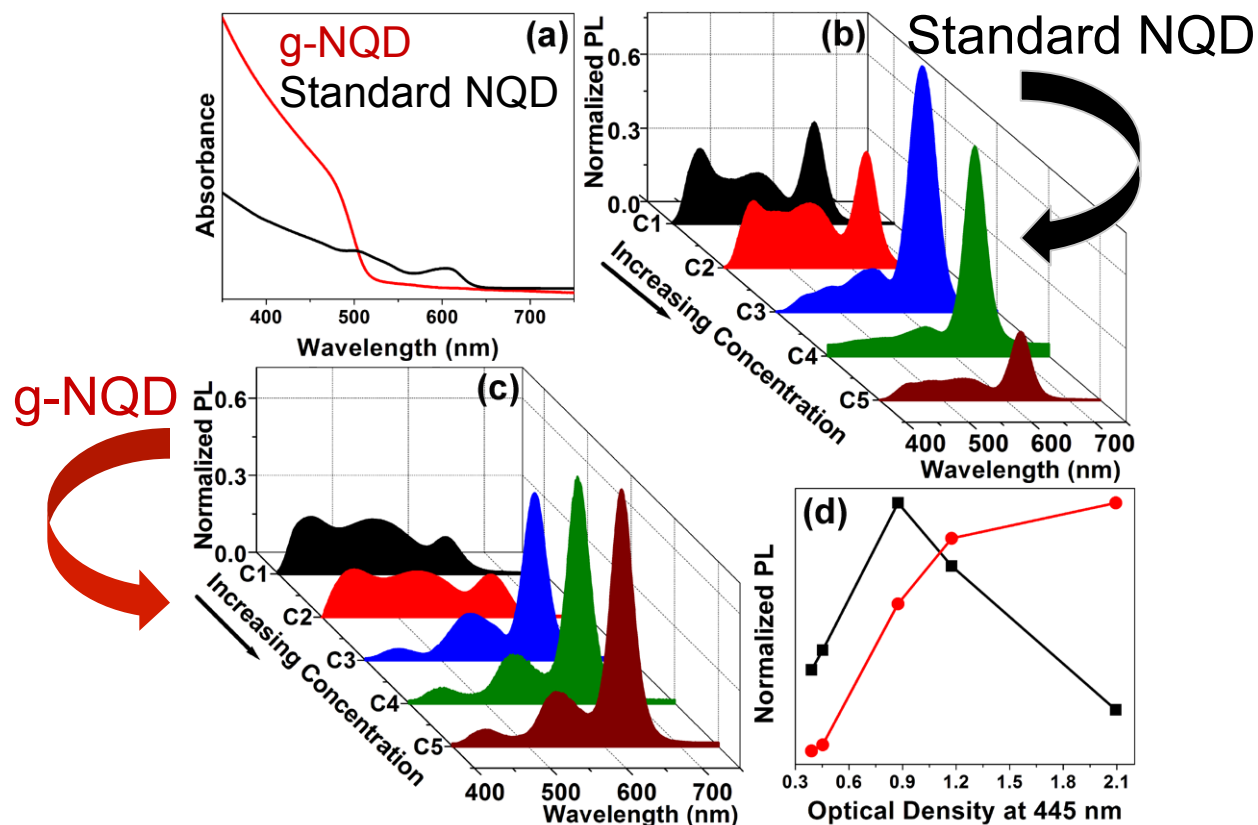 g-NQD
Standard NQD
(a)
Absorbance
400 500 600 700
Wavelength (nm)
(b)
Standard NQD
Normalized PL
0.6
0.3
0.0
C1
C2
C3
C4
C5
Increasing Concentration
400 500 600 700
Wavelength (nm)
g-NQD
(c)
Normalized PL
0.6
0.3
0.0
C1
C2
C3
C4
C5
Increasing Concentration
400 500 600 700
Wavelength (nm)
(d)
Normalized PL
0.3 0.6 0.9 1.2 1.5 1.8 2.1
Optical Density at 445 nm